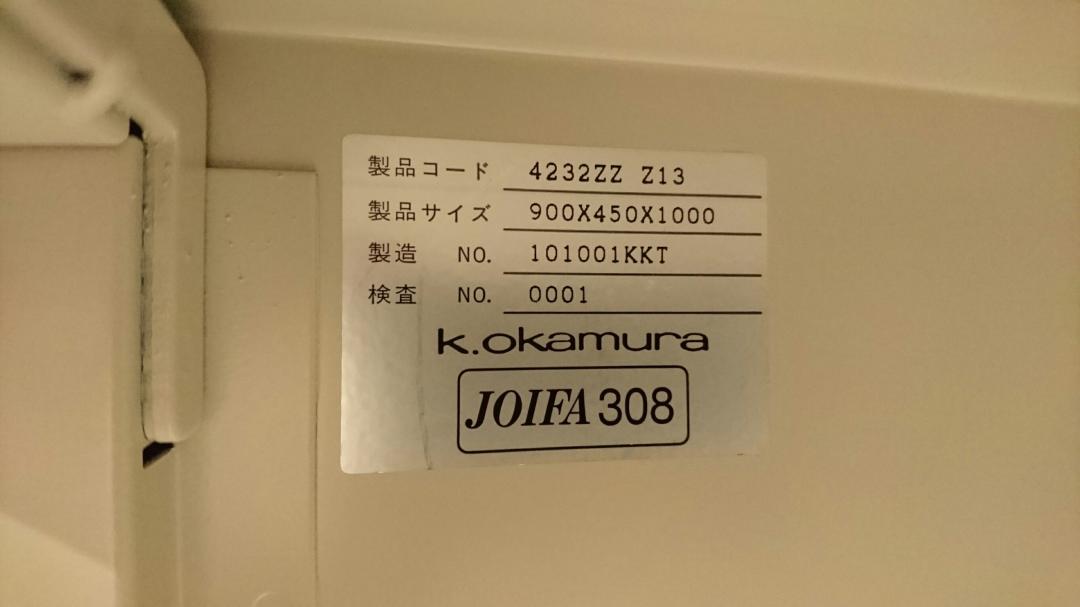 製品コード 4232ZZ Z13
製品サイズ 900X450X1000
製造 NO. 101001KKT
検査 NO. 0001
k.okamura
JOIFA 308